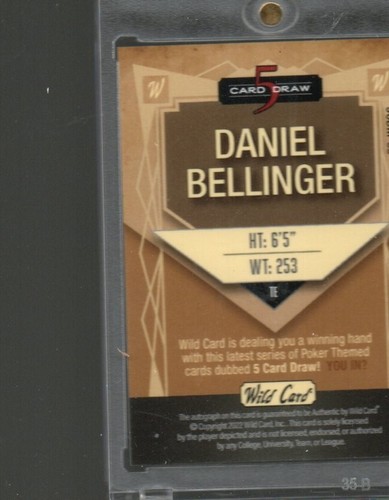 W
W
5
CARD DRAW
DANIEL
BELLINGER
HT: 6'5"
WT: 253
TE
Wild Card is dealing you a winning hand
with this latest series of Poker Themed
cards dubbed 5 Card Draw! YOU IN?
Wild Card
The autograph on this card is guaranteed to be Authentic by Wild Card
© Copyright 2022 Wild Card, Inc. This card is solely licensed
by the player depicted and is not licensed, endorsed, or authorized
by any College, University, Team, or League.